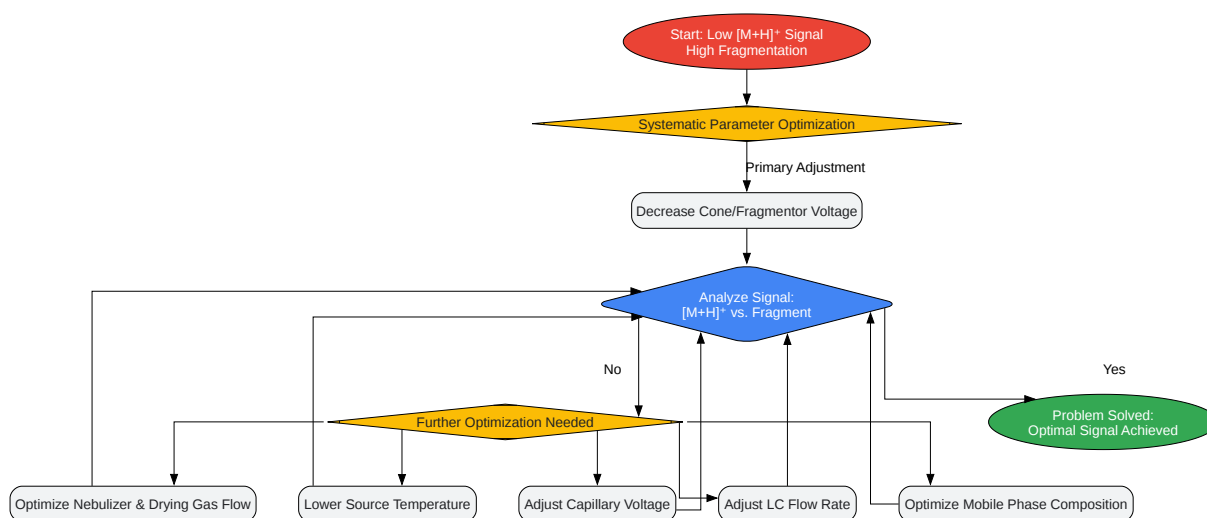 Start: Low [M+H]⁺ Signal
High Fragmentation
Systematic Parameter Optimization
Primary Adjustment
Decrease Cone/Fragmentor Voltage
Analyze Signal:
[M+H]⁺ vs. Fragment
No
Yes
Further Optimization Needed
Problem Solved:
Optimal Signal Achieved
Optimize Nebulizer & Drying Gas Flow
Lower Source Temperature
Adjust Capillary Voltage
Adjust LC Flow Rate
Optimize Mobile Phase Composition